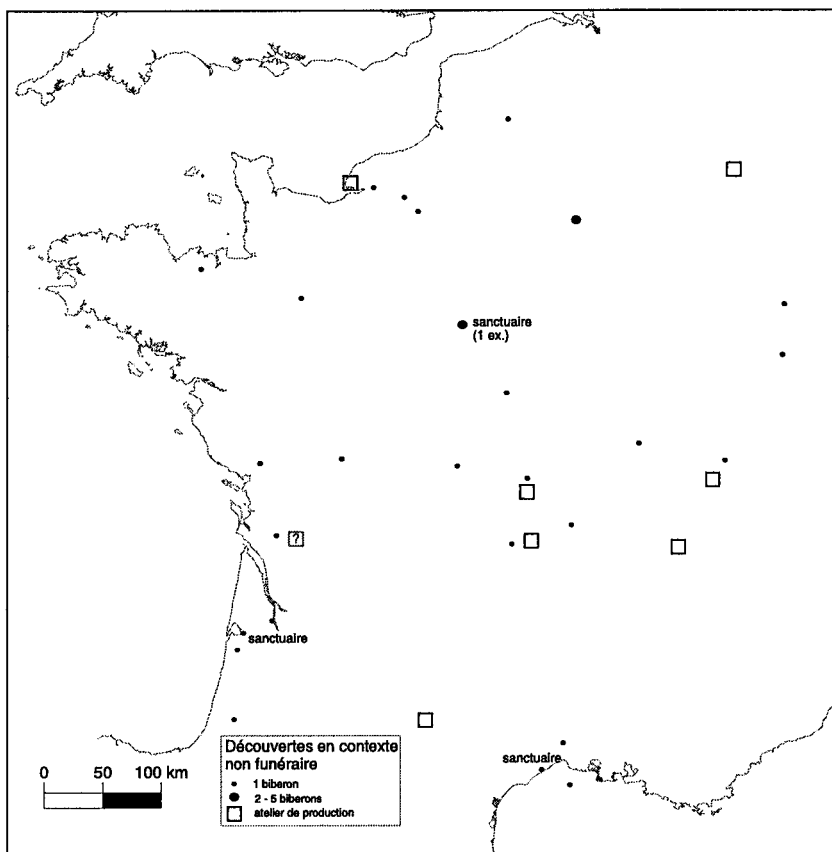 sanctuaire
(1 ex.)
?
sanctuaire
sanctuaire
0 50 100 km
Découvertes en contexte
non funéraire
1 biberon
2 - 5 biberons
atelier de production